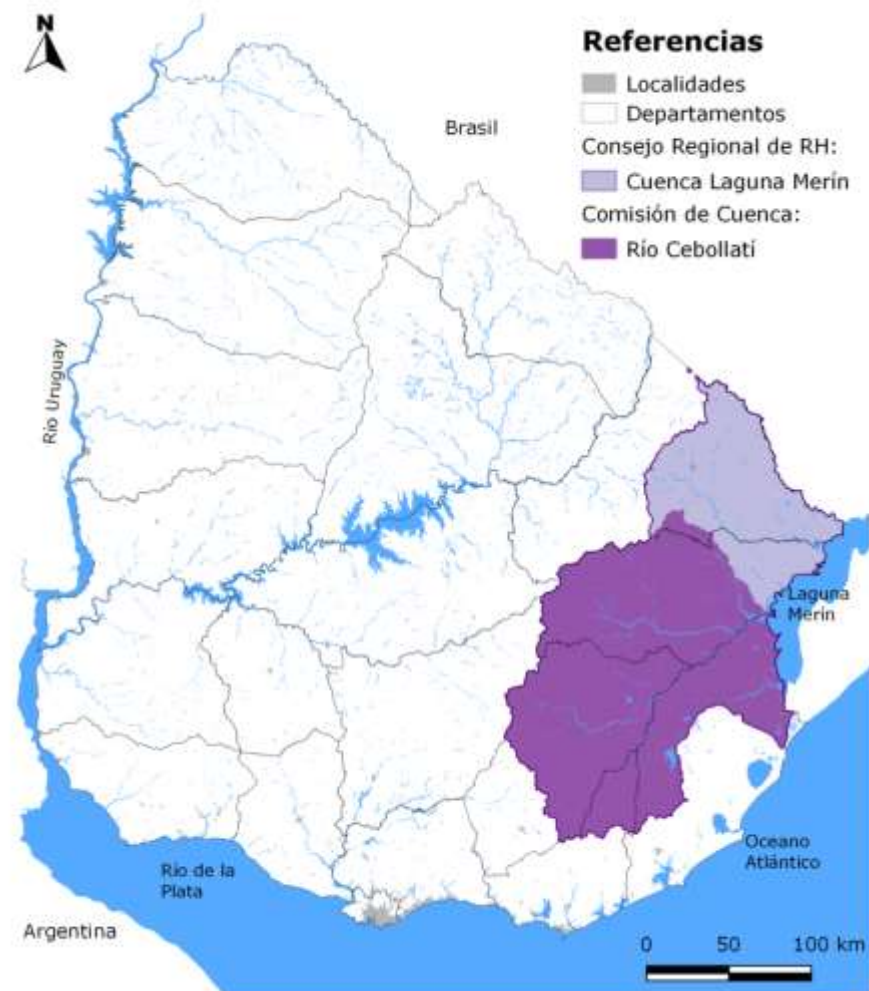 N
Referencias
Localidades
Departamentos
Consejo Regional de RH:
Cuenca Laguna Merín
Comisión de Cuenca:
Río Cebollatí
Brasil
Río Uruguay
Laguna
Merín
Oceano
Atlántico
Río de la
Plata
Argentina
0 50 100 km